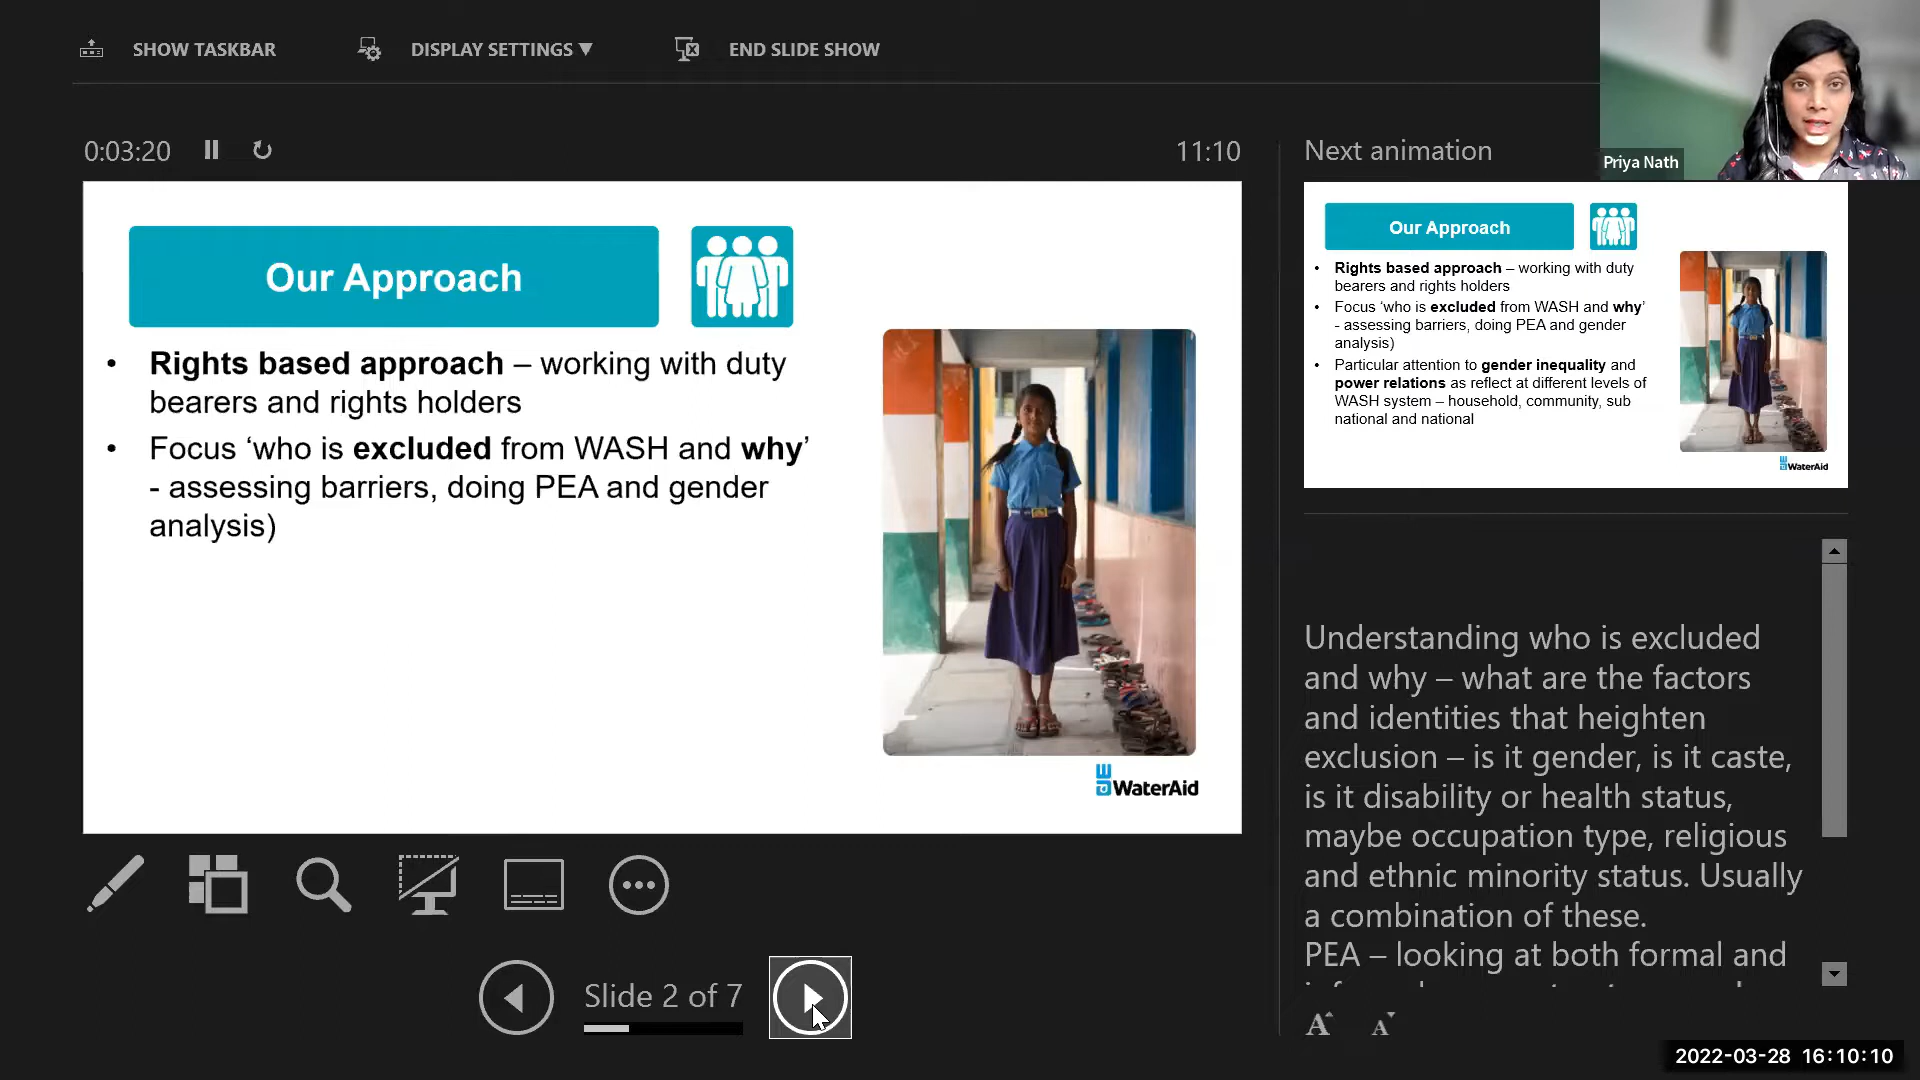 SHOW TASKBAR
DISPLAY SETTINGS ▼
END SLIDE SHOW
Priya Nath
0:03:20
11:10
Next animation
Our Approach
• Rights based approach – working with duty
bearers and rights holders
• Focus ‘who is excluded from WASH and why’
- assessing barriers, doing PEA and gender
analysis)
WaterAid
Our Approach
• Rights based approach – working with duty
bearers and rights holders
• Focus ‘who is excluded from WASH and why’
- assessing barriers, doing PEA and gender
analysis)
• Particular attention to gender inequality and
power relations as reflect at different levels of
WASH system – household, community, sub
national and national
WaterAid
Understanding who is excluded
and why – what are the factors
and identities that heighten
exclusion – is it gender, is it caste,
is it disability or health status,
maybe occupation type, religious
and ethnic minority status. Usually
a combination of these.
PEA – looking at both formal and
Slide 2 of 7
A A
2022-03-28 16:10:10